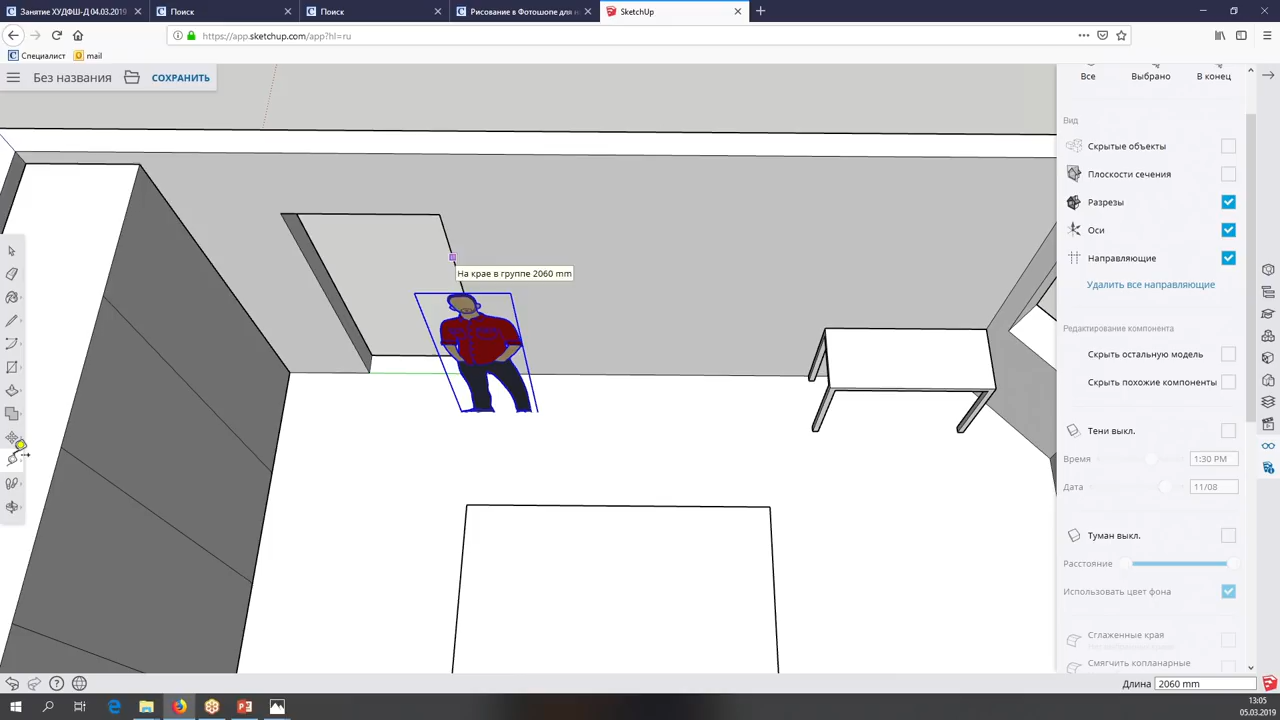 Занятие ХУДФШ-Д 04.03.2019
Поиск
Поиск
Рисование в Фотошопе для н
SketchUp
https://app.sketchup.com/app?hl=ru
Специалист
mail
Без названия
СОХРАНИТЬ
Все
Выбрано
В конец
Вид
Скрытые объекты
Плоскости сечения
Разрезы
Оси
Направляющие
Удалить все направляющие
Редактирование компонента
Скрыть остальную модель
Скрыть похожие компоненты
Тени выкл.
Время
1:30 PM
Дата
11/08
Туман выкл.
Расстояние
Использовать цвет фона
Сглаженные края
Смягчить копланарные
На крае в группе 2060 mm
Длина
2060 mm
13:05
05.03.2019